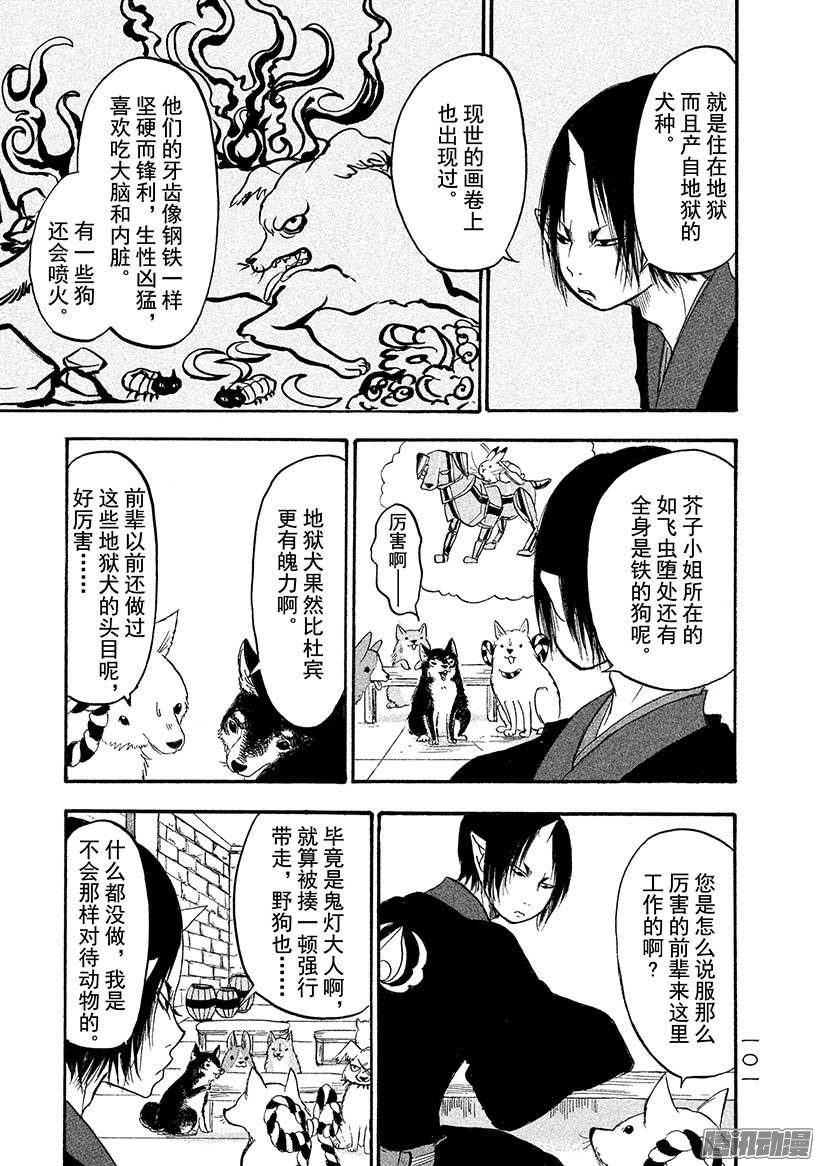 就是住在地狱
而且产自地狱的
犬种。
现世的画卷上
也出现过。
他们的牙齿像钢铁一样
坚硬而锋利，生性凶猛，
喜欢吃大脑和内脏。
有一些狗
还会喷火。
芥子小姐所在的
如飞虫堕处还有
全身是铁的狗呢。
厉害啊——
地狱犬果然比杜宾
更有魄力啊。
前辈以前还做过
这些地狱犬的头目呢，
好厉害……
您是怎么说服那么
厉害的前辈来这里
工作的啊？
毕竟是鬼灯大人啊，
就算被揍一顿强行
带走，野狗也……
什么都没做，我是
不会那样对待动物的。
101
腾讯动漫